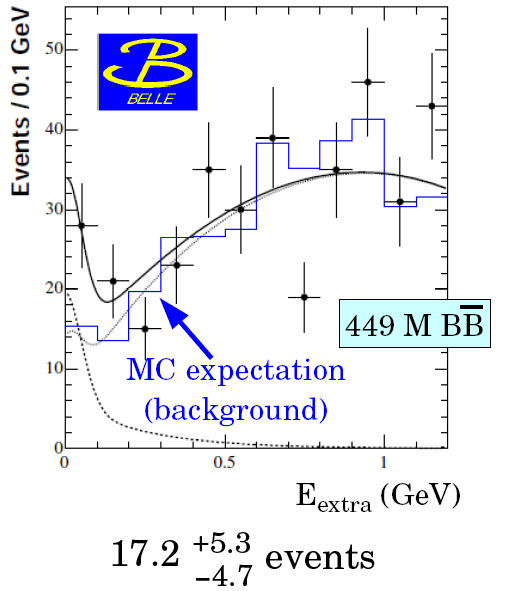 Events / 0.1 GeV
50
40
30
20
10
0
BELLE
449 M BB̅
MC expectation
(background)
0 0.5 1
E_extra (GeV)
17.2 +5.3 −4.7 events